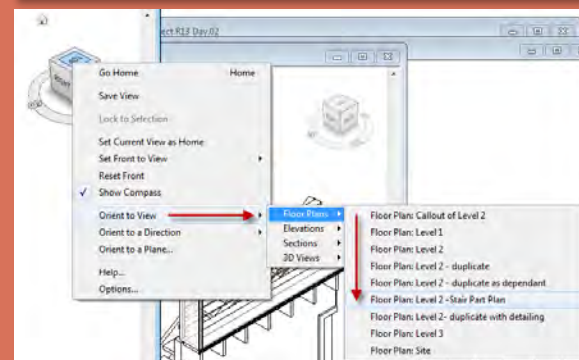 ect R13 Day.02
Go Home Home
Save View
Lock to Selection
Set Current View as Home
Set Front to View
Reset Front
Show Compass
Orient to View
Orient to a Direction
Orient to a Plane...
Help...
Options...
Floor Plans
Elevations
Sections
3D Views
Floor Plan: Callout of Level 2
Floor Plan: Level 1
Floor Plan: Level 2
Floor Plan: Level 2 - duplicate
Floor Plan: Level 2 - duplicate as dependant
Floor Plan: Level 2 -Stair Part Plan
Floor Plan: Level 2- duplicate with detailing
Floor Plan: Level 3
Floor Plan: Site